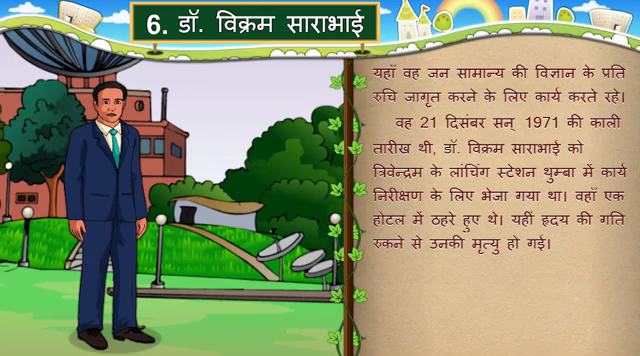 6. डॉ. विक्रम साराभाई
यहाँ वह जन सामान्य की विज्ञान के प्रति
रुचि जागृत करने के लिए कार्य करते रहे।
वह 21 दिसंबर सन् 1971 की काली
तारीख थी, डॉ. विक्रम साराभाई को
त्रिवेन्द्रम के लांचिंग स्टेशन थुम्बा में कार्य
निरीक्षण के लिए भेजा गया था। वहाँ एक
होटल में ठहरे हुए थे। यहीं हृदय की गति
रुकने से उनकी मृत्यु हो गई।